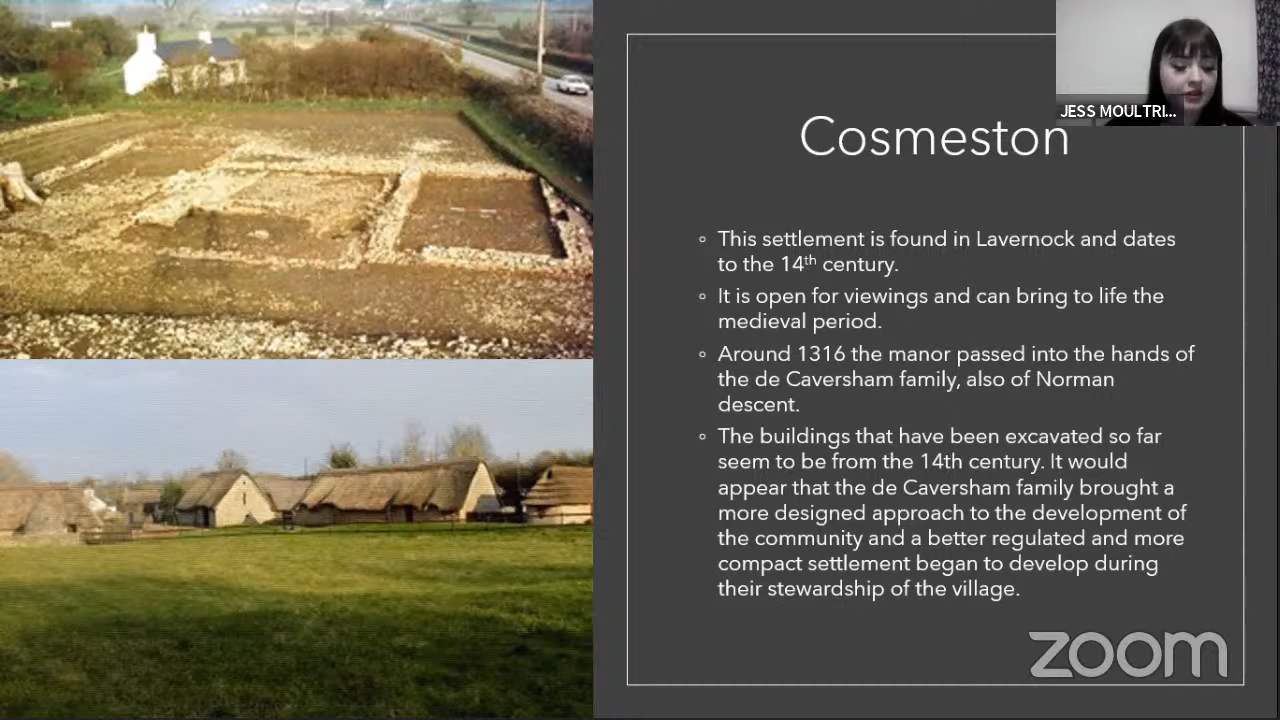 JESS MOULTRI...
Cosmeston
◦ This settlement is found in Lavernock and dates
to the 14th century.
◦ It is open for viewings and can bring to life the
medieval period.
◦ Around 1316 the manor passed into the hands of
the de Caversham family, also of Norman
descent.
◦ The buildings that have been excavated so far
seem to be from the 14th century. It would
appear that the de Caversham family brought a
more designed approach to the development of
the community and a better regulated and more
compact settlement began to develop during
their stewardship of the village.
zoom